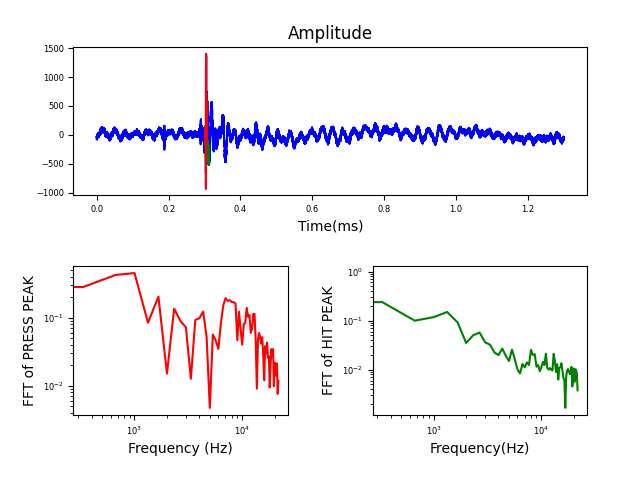 Amplitude
1500
1000
500
0
−500
−1000
0.0 0.2 0.4 0.6 0.8 1.0 1.2
Time(ms)
FFT of PRESS PEAK
10⁻¹
10⁻²
10³ 10⁴
Frequency (Hz)
FFT of HIT PEAK
10⁰
10⁻¹
10⁻²
10³ 10⁴
Frequency(Hz)